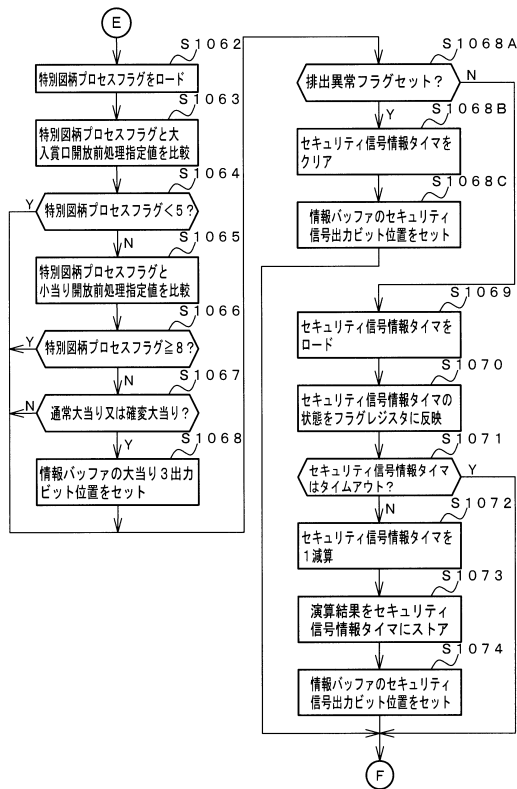 E
S1062
特別図柄プロセスフラグをロード
S1063
特別図柄プロセスフラグと大
入賞口開放前処理指定値を比較
S1064
特別図柄プロセスフラグ<5?
Y
N
S1065
特別図柄プロセスフラグと
小当り開放前処理指定値を比較
S1066
特別図柄プロセスフラグ≧8?
Y
N
S1067
通常大当り又は確変大当り?
N
Y
S1068
情報バッファの大当り3出力
ビット位置をセット
S1068A
排出異常フラグセット?
N
Y
S1068B
セキュリティ信号情報タイマを
クリア
S1068C
情報バッファのセキュリティ
信号出力ビット位置をセット
S1069
セキュリティ信号情報タイマを
ロード
S1070
セキュリティ信号情報タイマの
状態をフラグレジスタに反映
S1071
セキュリティ信号情報タイマ
はタイムアウト?
Y
N
S1072
セキュリティ信号情報タイマを
1減算
S1073
演算結果をセキュリティ
信号情報タイマにストア
S1074
情報バッファのセキュリティ
信号出力ビット位置をセット
F